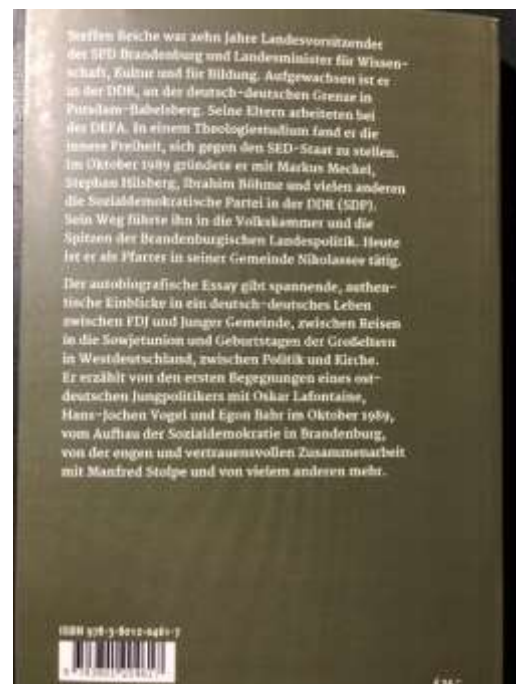 Steffen Reiche war zehn Jahre Landesvorsitzender
der SPD Brandenburg und Landesminister für Wissen-
schaft, Kultur und für Bildung. Aufgewachsen ist er
in der DDR, an der deutsch-deutschen Grenze in
Potsdam-Babelsberg. Seine Eltern arbeiteten bei
der DEFA. In einem Theologiestudium fand er die
innere Freiheit, sich gegen den SED-Staat zu stellen.
Im Oktober 1989 gründete er mit Markus Meckel,
Stephan Hilsberg, Ibrahim Böhme und vielen anderen
die Sozialdemokratische Partei in der DDR (SDP).
Sein Weg führte ihn in die Volkskammer und die
Spitzen der Brandenburgischen Landespolitik. Heute
ist er als Pfarrer in seiner Gemeinde Nikolassee tätig.
Der autobiografische Essay gibt spannende, authen-
tische Einblicke in ein deutsch-deutsches Leben
zwischen FDJ und Junger Gemeinde, zwischen Reisen
in die Sowjetunion und Geburtstagen der Großeltern
in Westdeutschland, zwischen Politik und Kirche.
Er erzählt von den ersten Begegnungen eines ost-
deutschen Jungpolitikers mit Oskar Lafontaine,
Hans-Jochen Vogel und Egon Bahr im Oktober 1989,
vom Aufbau der Sozialdemokratie in Brandenburg,
von der engen und vertrauensvollen Zusammenarbeit
mit Manfred Stolpe und von vielem anderen mehr.
ISBN 978-3-8012-0461-7
9 783801 204617